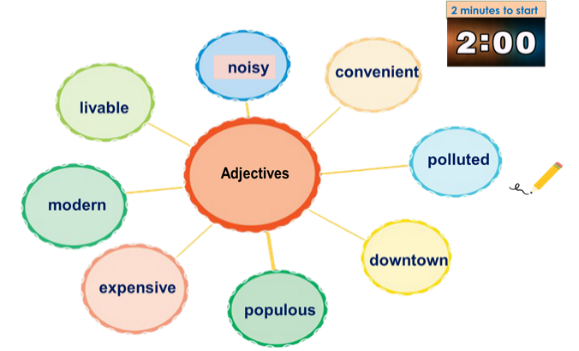 2 minutes to start
2:00
noisy
convenient
livable
Adjectives
polluted
modern
downtown
expensive
populous